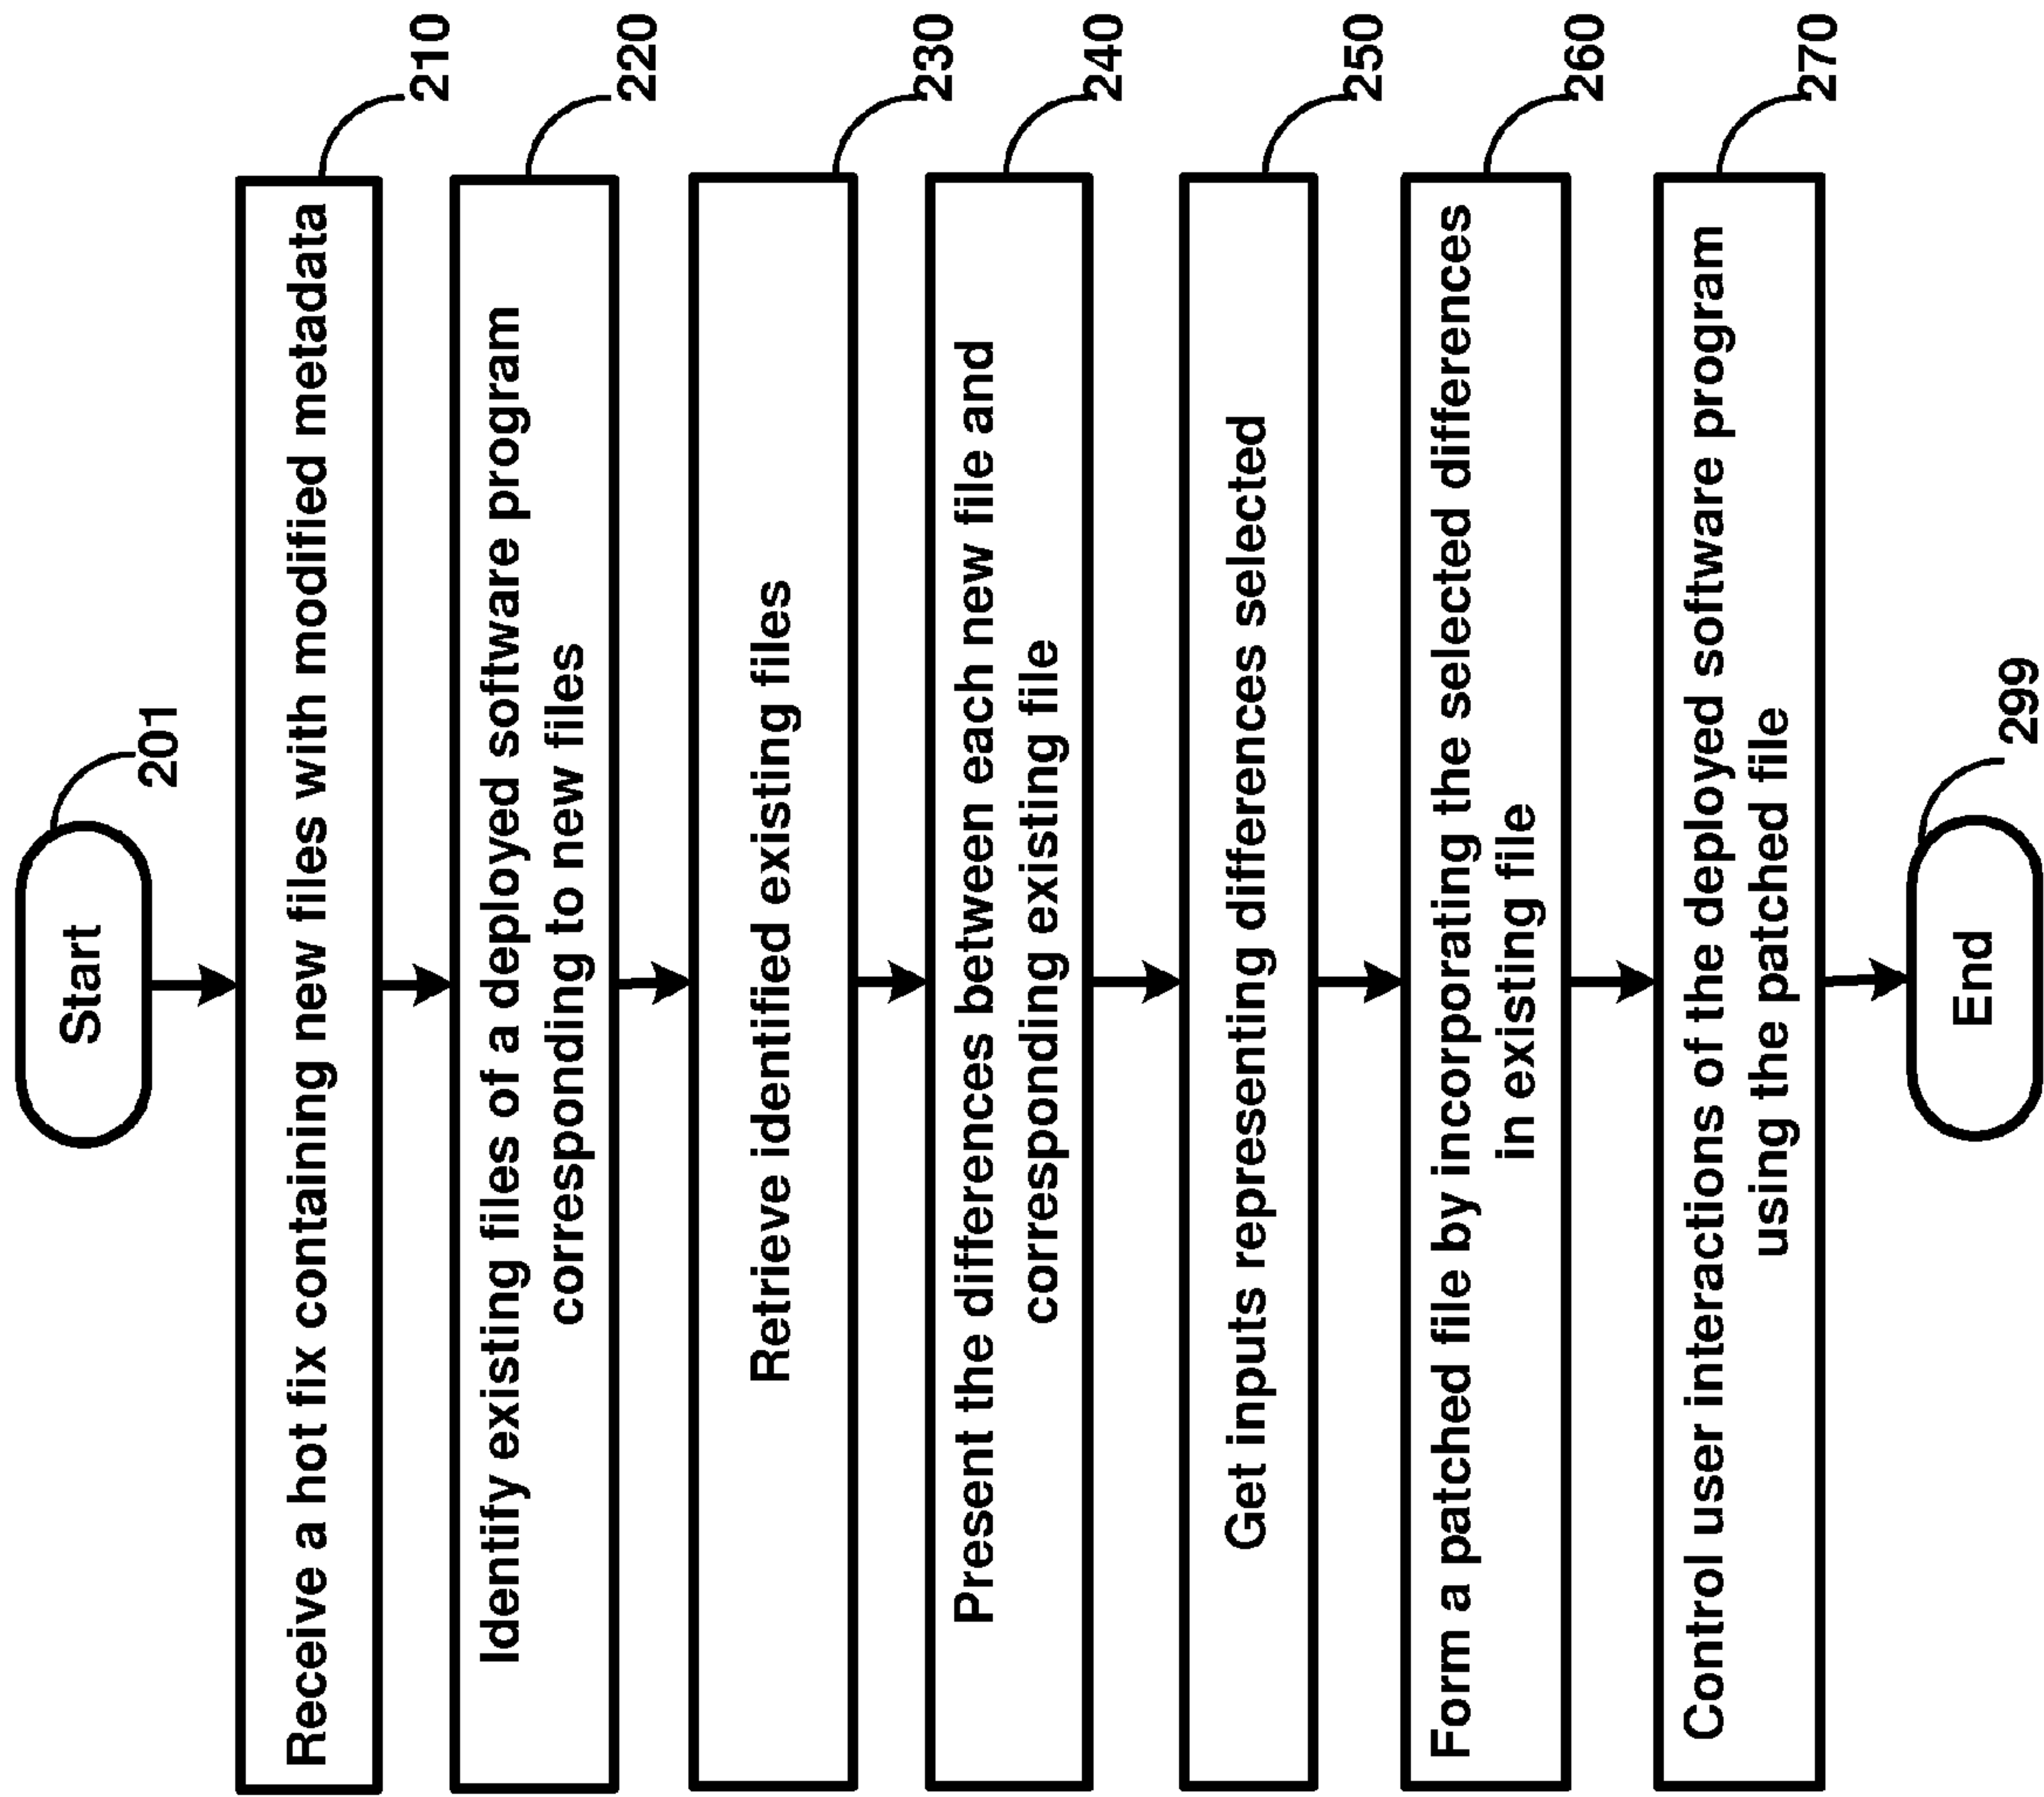 Start
201
Receive a hot fix containing new files with modified metadata
210
Identify existing files of a deployed software program
corresponding to new files
220
Retrieve identified existing files
230
Present the differences between each new file and
corresponding existing file
240
Get inputs representing differences selected
250
Form a patched file by incorporating the selected differences
in existing file
260
Control user interactions of the deployed software program
using the patched file
270
End
299